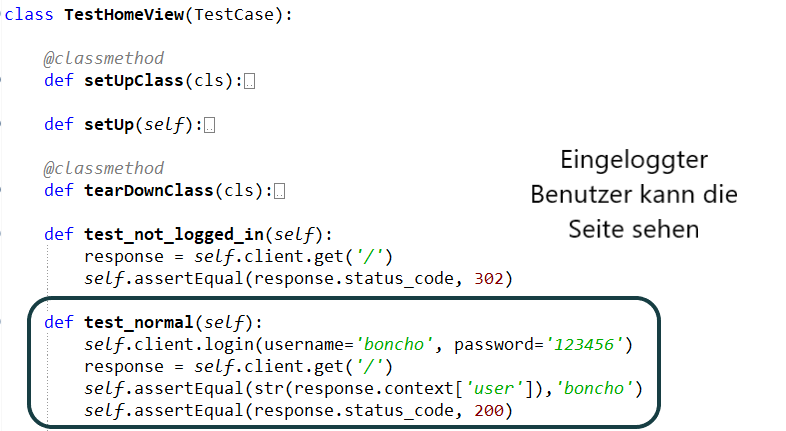 class TestHomeView(TestCase):
@classmethod
def setUpClass(cls):
def setUp(self):
@classmethod
def tearDownClass(cls):
def test_not_logged_in(self):
response = self.client.get('/')
self.assertEqual(response.status_code, 302)
def test_normal(self):
self.client.login(username='boncho', password='123456')
response = self.client.get('/')
self.assertEqual(str(response.context['user']),'boncho')
self.assertEqual(response.status_code, 200)
Eingeloggter
Benutzer kann die
Seite sehen